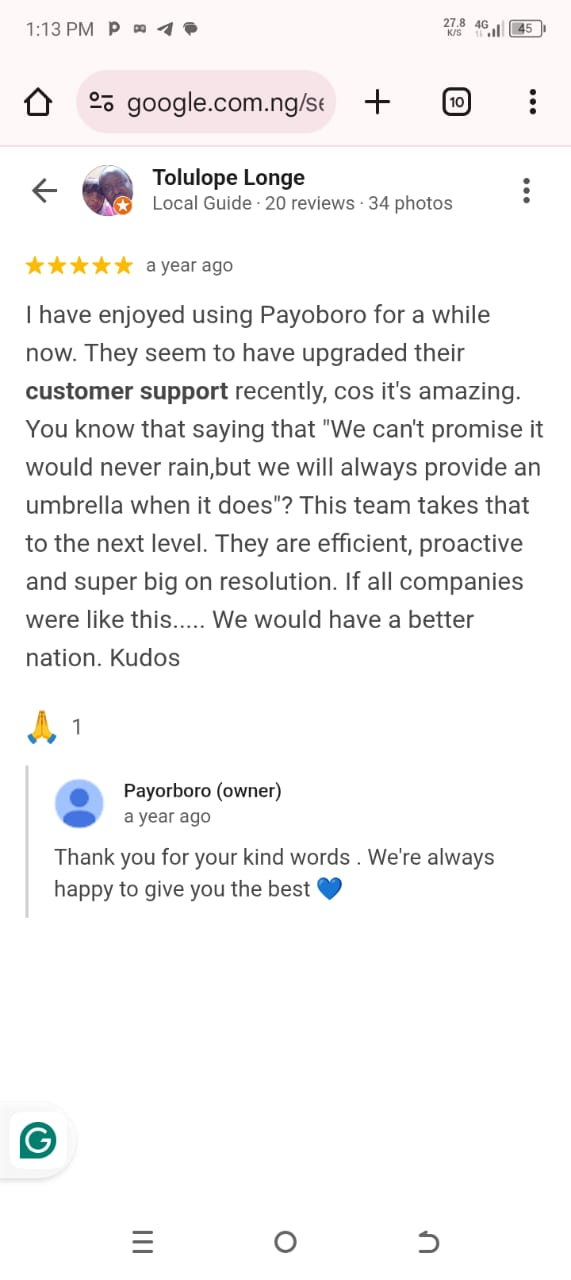 1:13 PM
27.8 K/S 4G 45
google.com.ng/se
10
Tolulope Longe
Local Guide · 20 reviews · 34 photos
a year ago
I have enjoyed using Payoboro for a while
now. They seem to have upgraded their
customer support recently, cos it's amazing.
You know that saying that "We can't promise it
would never rain,but we will always provide an
umbrella when it does"? This team takes that
to the next level. They are efficient, proactive
and super big on resolution. If all companies
were like this..... We would have a better
nation. Kudos
🙏 1
Payorboro (owner)
a year ago
Thank you for your kind words . We're always
happy to give you the best 💙